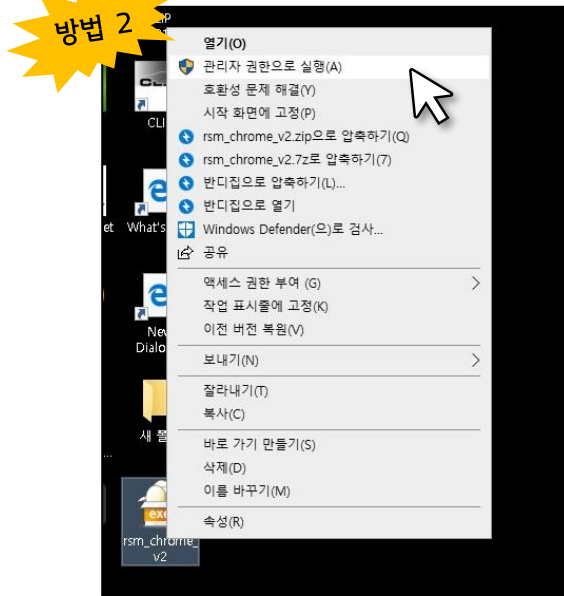 방법 2
열기(O)
관리자 권한으로 실행(A)
호환성 문제 해결(Y)
시작 화면에 고정(P)
rsm_chrome_v2.zip으로 압축하기(Q)
rsm_chrome_v2.7z로 압축하기(7)
반디집으로 압축하기(L)...
반디집으로 열기
Windows Defender(으)로 검사...
공유
액세스 권한 부여 (G)
작업 표시줄에 고정(K)
이전 버전 복원(V)
보내기(N)
잘라내기(T)
복사(C)
바로 가기 만들기(S)
삭제(D)
이름 바꾸기(M)
속성(R)
CLI
et
What's
New
Dialo
새
...
exe
rsm_chrome_
v2